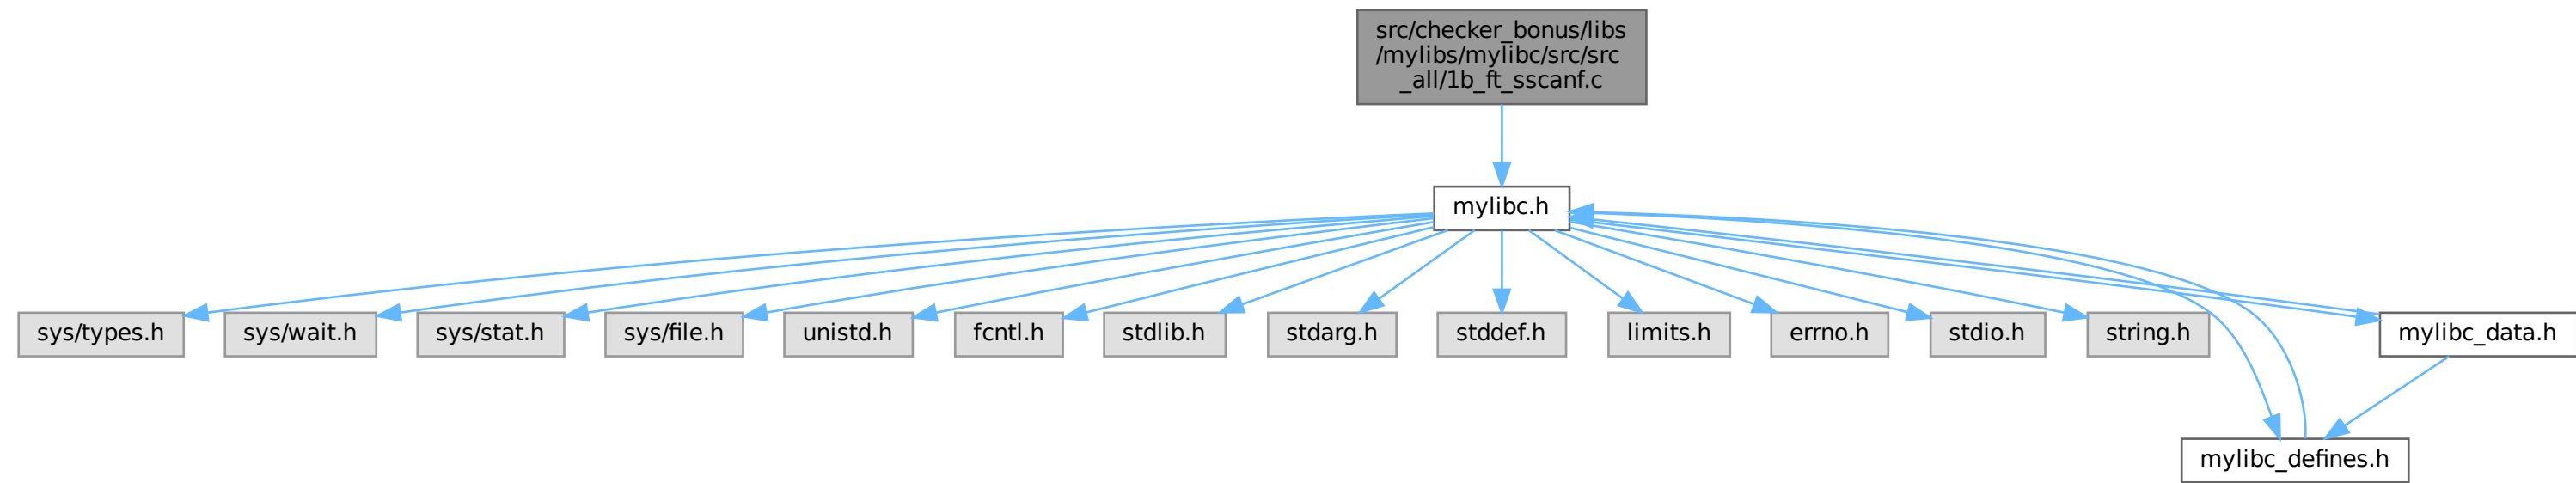 src/checker_bonus/libs
/mylibs/mylibc/src/src
_all/1b_ft_sscanf.c
mylibc.h
sys/types.h
sys/wait.h
sys/stat.h
sys/file.h
unistd.h
fcntl.h
stdlib.h
stdarg.h
stddef.h
limits.h
errno.h
stdio.h
string.h
mylibc_data.h
mylibc_defines.h